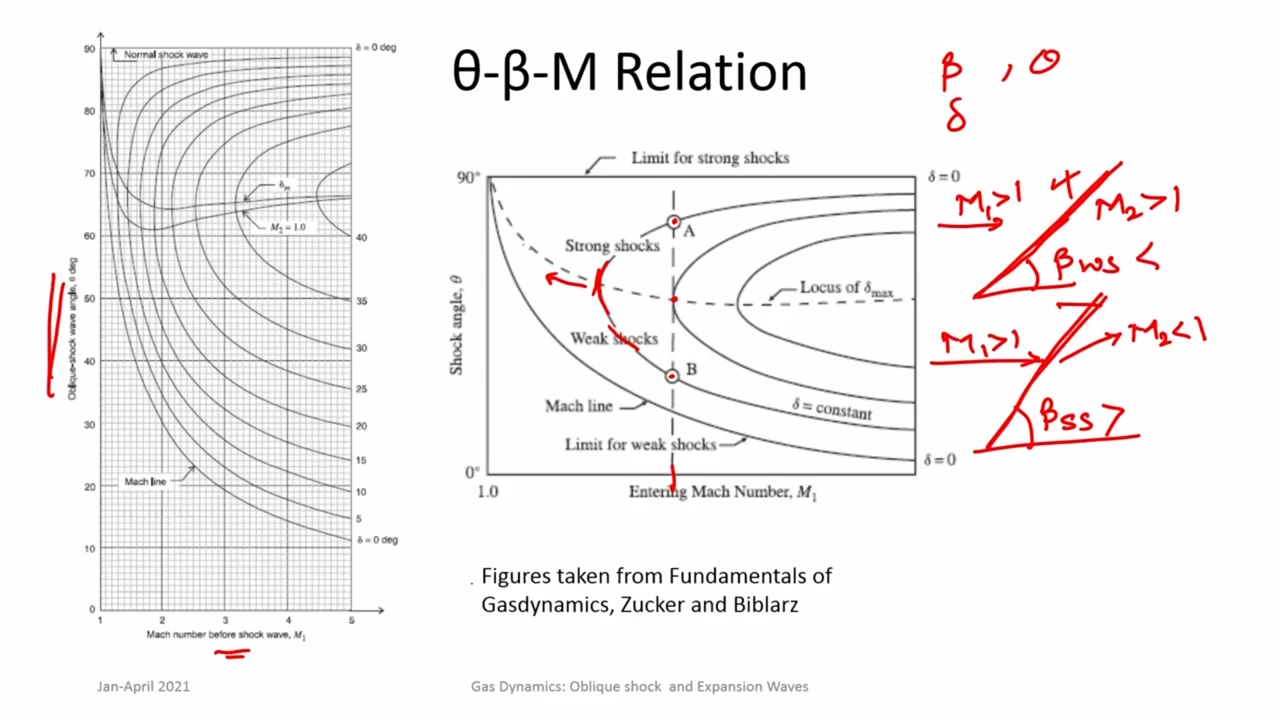 θ-β-M Relation
90
Normal shock wave
δ = 0 deg
80
70
δm
M2 = 1.0
60
50
40
30
20
10
0
40
35
30
25
20
15
10
5
δ = 0 deg
Mach line
Oblique-shock wave angle, θ deg
1 2 3 4 5
Mach number before shock wave, M1
Limit for strong shocks
90°
δ = 0
A
Strong shocks
Locus of δmax
Weak shocks
B
Mach line
δ = constant
Limit for weak shocks
0°
δ = 0
Shock angle, θ
1.0
Entering Mach Number, M1
β , θ
δ
M1>1
M2>1
βws <
M1>1
M2<1
βss >
. Figures taken from Fundamentals of
Gasdynamics, Zucker and Biblarz
Jan-April 2021
Gas Dynamics: Oblique shock and Expansion Waves